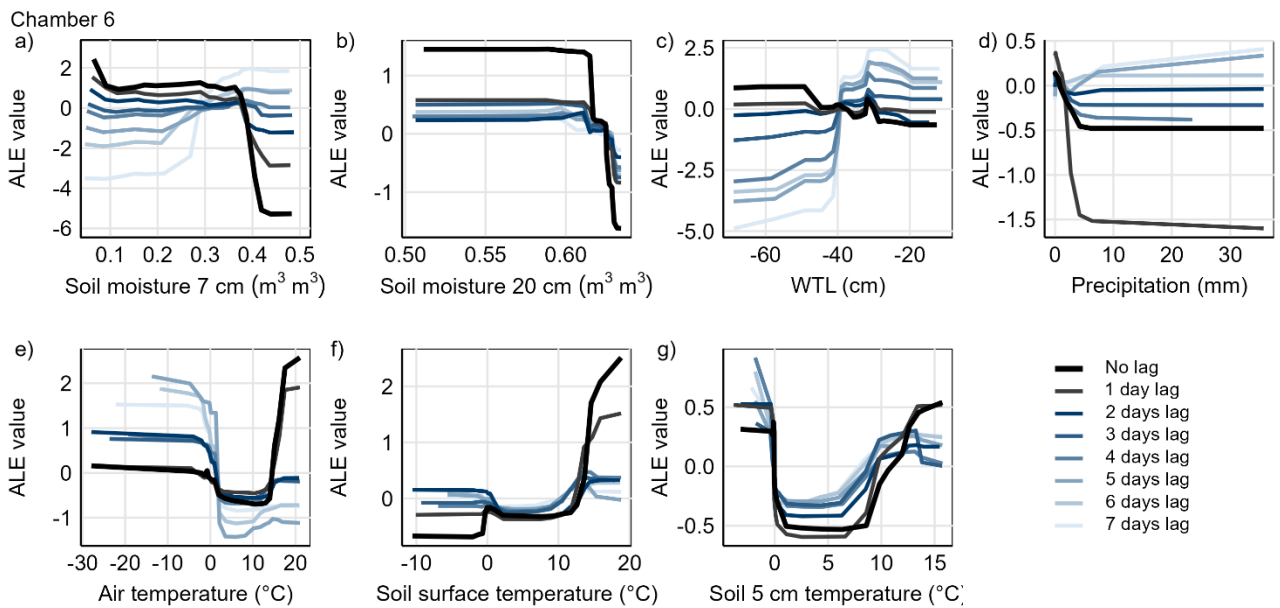 Chamber 6
a) b) c) d)
ALE value
2
0
-2
-4
-6
0.1 0.2 0.3 0.4 0.5
Soil moisture 7 cm (m³ m³)
ALE value
1
0
-1
0.50 0.55 0.60
Soil moisture 20 cm (m³ m³)
ALE value
2.5
0.0
-2.5
-5.0
-60 -40 -20
WTL (cm)
ALE value
0.5
0.0
-0.5
-1.0
-1.5
0 10 20 30
Precipitation (mm)
e) f) g)
ALE value
2
1
0
-1
-30 -20 -10 0 10 20
Air temperature (°C)
ALE value
2
1
0
-10 0 10 20
Soil surface temperature (°C)
ALE value
0.5
0.0
-0.5
0 5 10 15
Soil 5 cm temperature (°C)
No lag
1 day lag
2 days lag
3 days lag
4 days lag
5 days lag
6 days lag
7 days lag